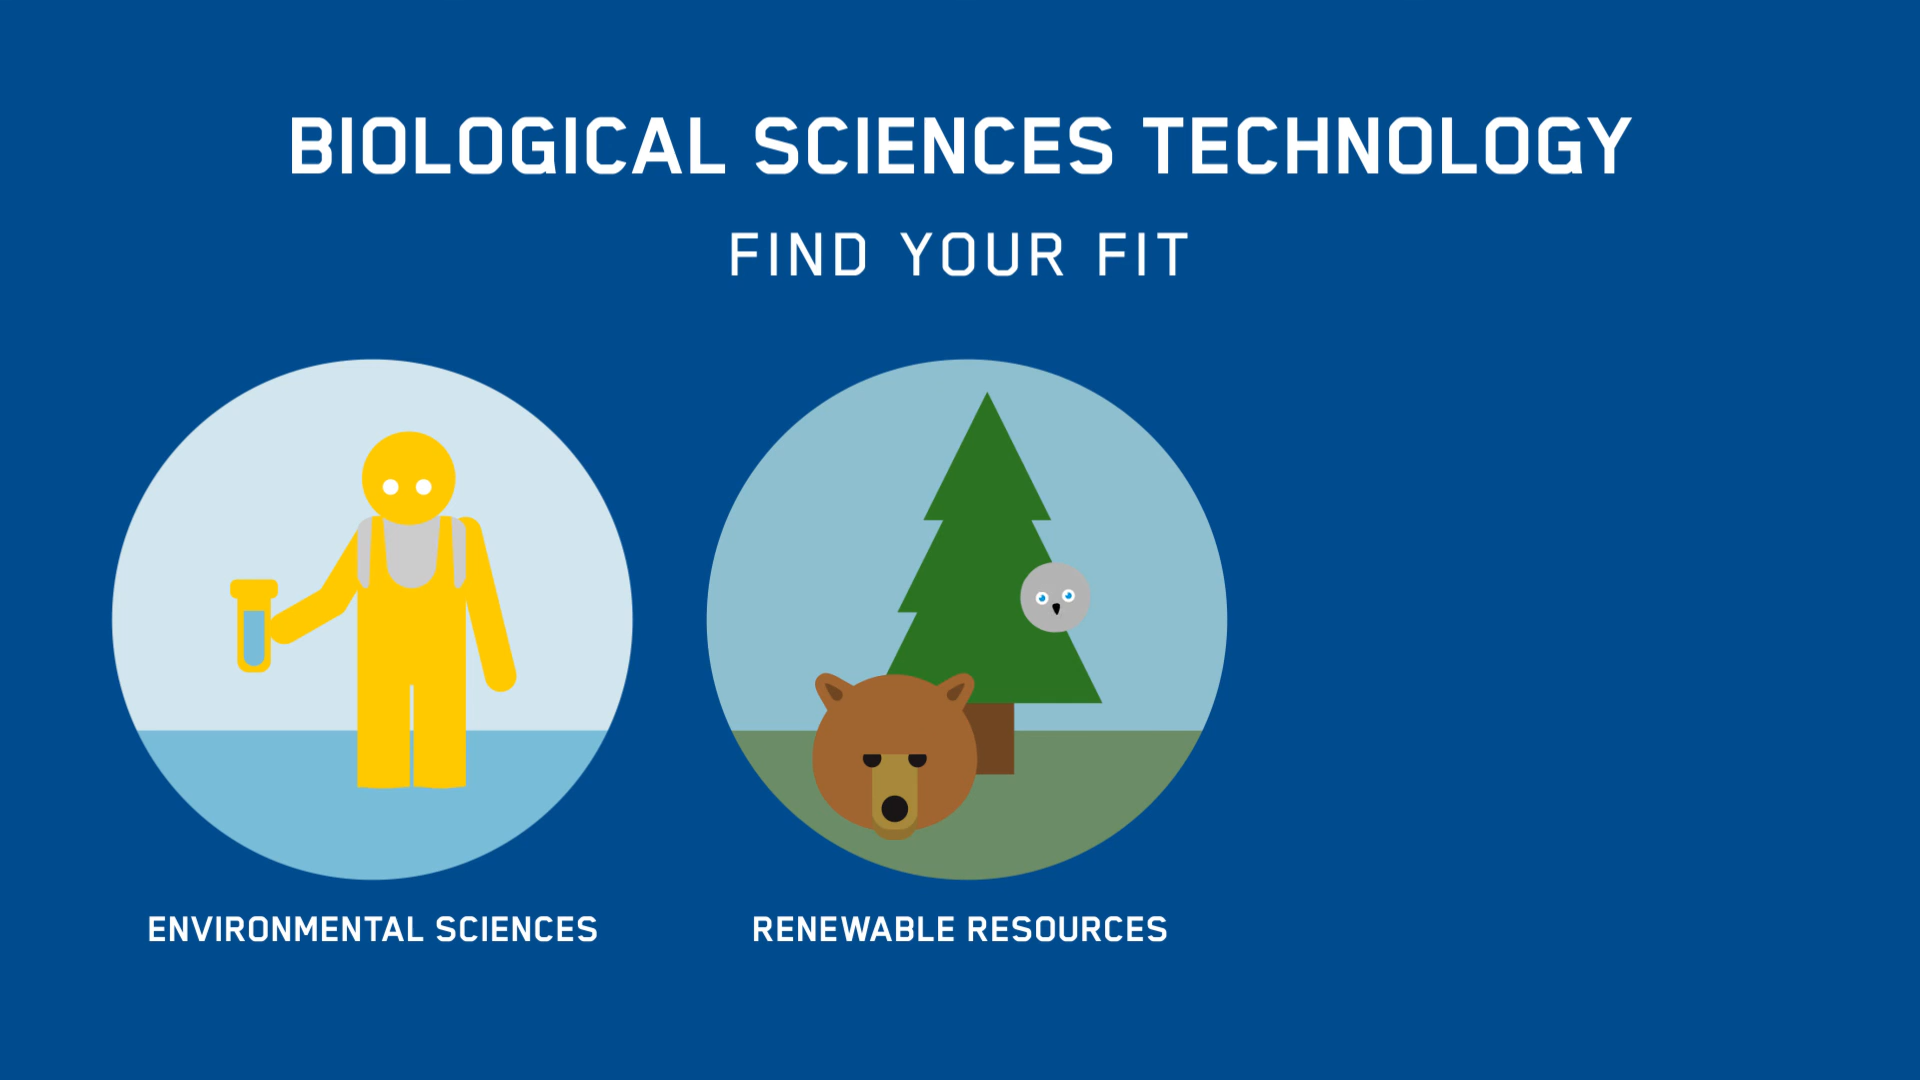 BIOLOGICAL SCIENCES TECHNOLOGY
FIND YOUR FIT
ENVIRONMENTAL SCIENCES
RENEWABLE RESOURCES